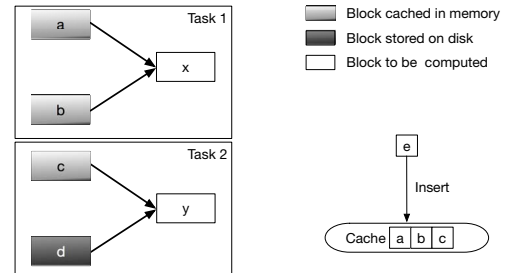 Task 1
a
x
b
Task 2
c
y
d
Block cached in memory
Block stored on disk
Block to be computed
e
Insert
Cache a b c